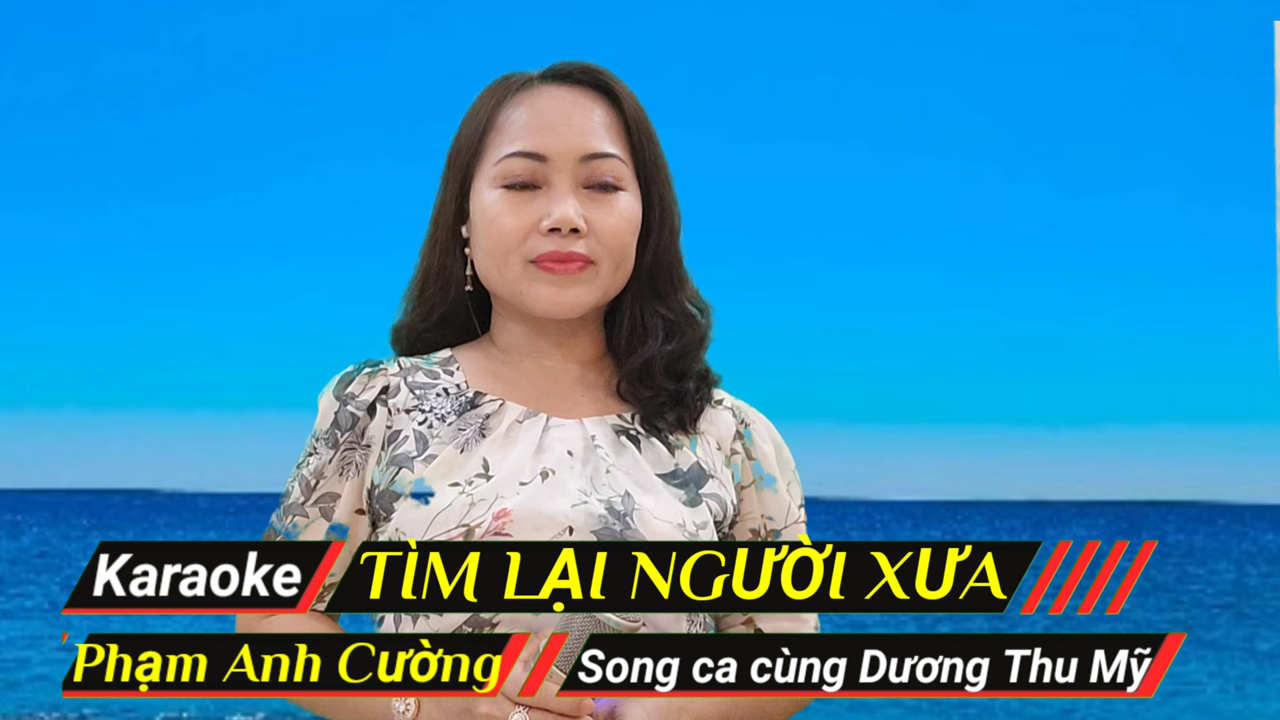 Karaoke TÌM LẠI NGƯỜI XƯA
Phạm Anh Cường Song ca cùng Dương Thu Mỹ